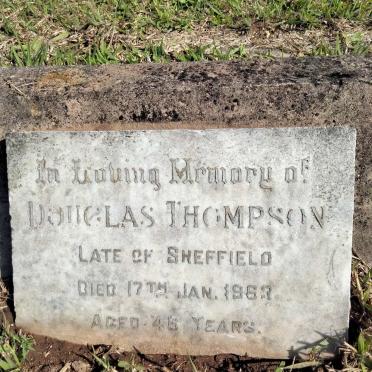 In Loving Memory of
DOUGLAS THOMPSON
LATE OF SHEFFIELD
DIED 17TH JAN. 1963
AGED 46 YEARS.